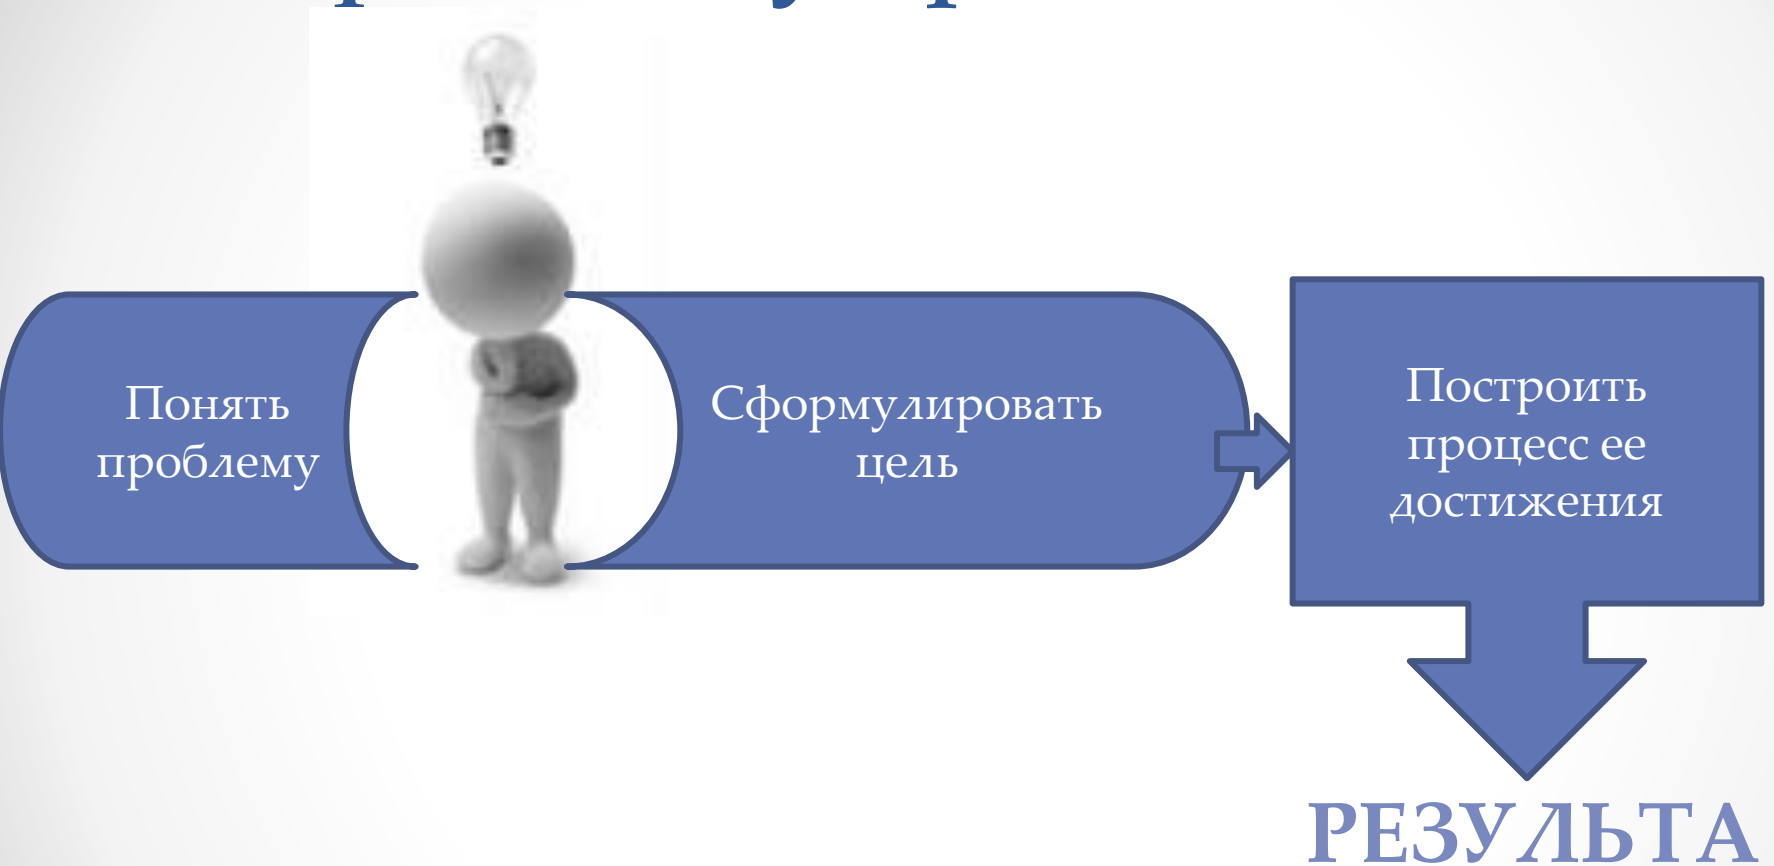 Понять
проблему
Сформулировать
цель
Построить
процесс ее
достижения
РЕЗУЛЬТА